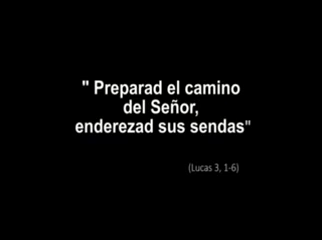 " Preparad el camino
del Señor,
enderezad sus sendas"
(Lucas 3, 1-6)